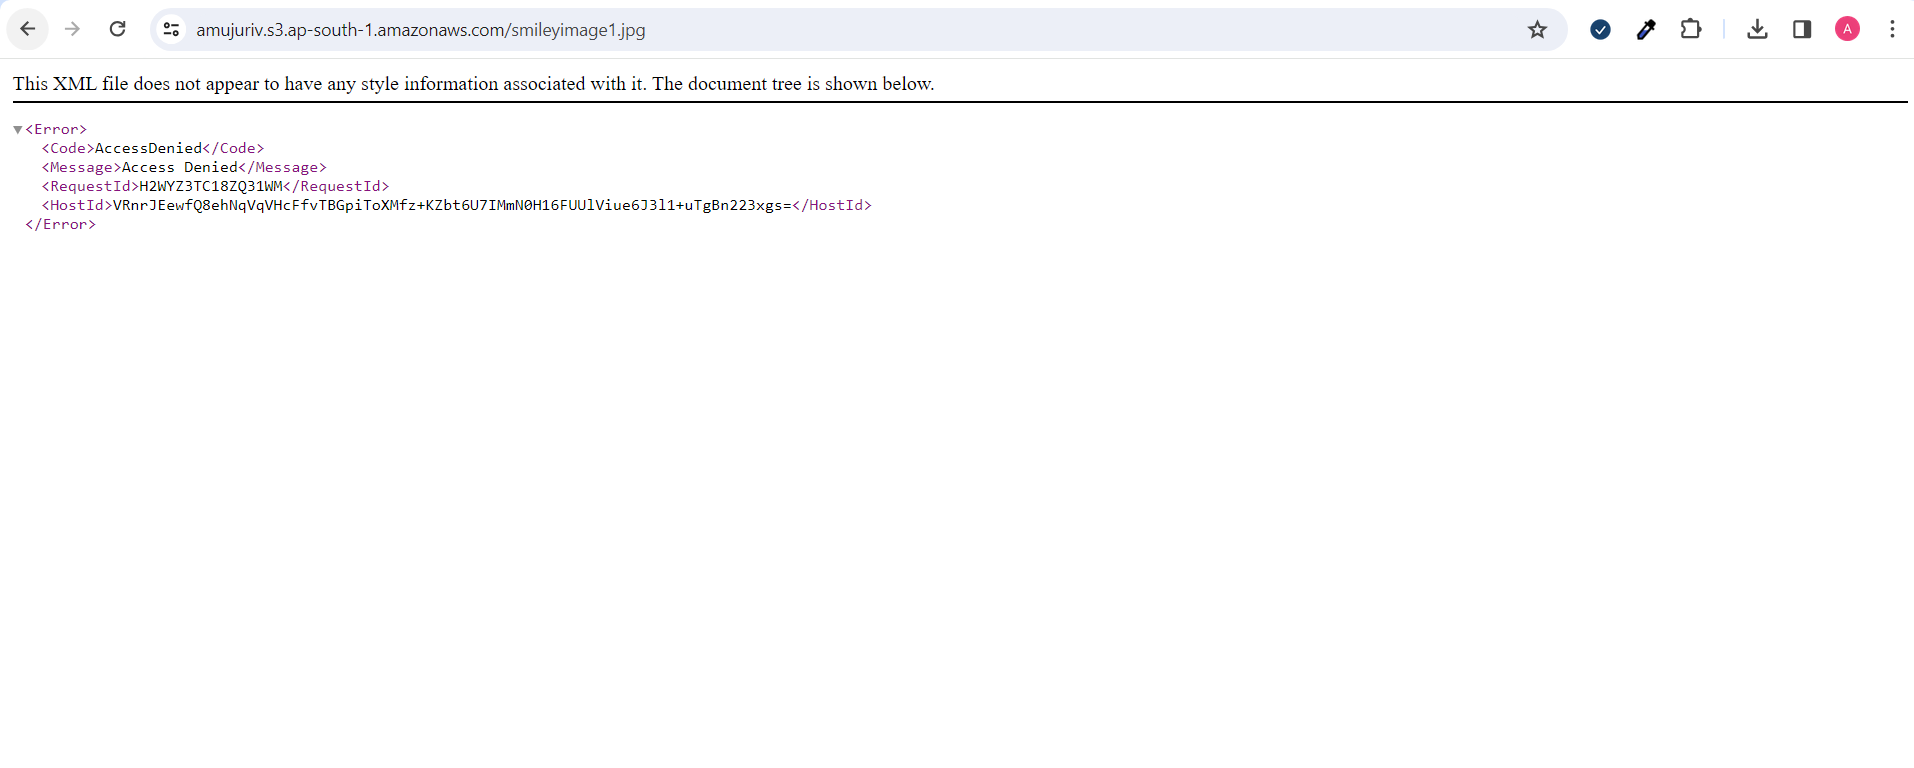 amujuriv.s3.ap-south-1.amazonaws.com/smileyimage1.jpg
A
This XML file does not appear to have any style information associated with it. The document tree is shown below.
<Error>
<Code>AccessDenied</Code>
<Message>Access Denied</Message>
<RequestId>H2WYZ3TC18ZQ31WM</RequestId>
<HostId>VRnrJEewfQ8ehNqVqVHcFfvTBGpiToXMfz+KZbt6U7IMmN0H16FUUlViue6J3l1+uTgBn223xgs=</HostId>
</Error>